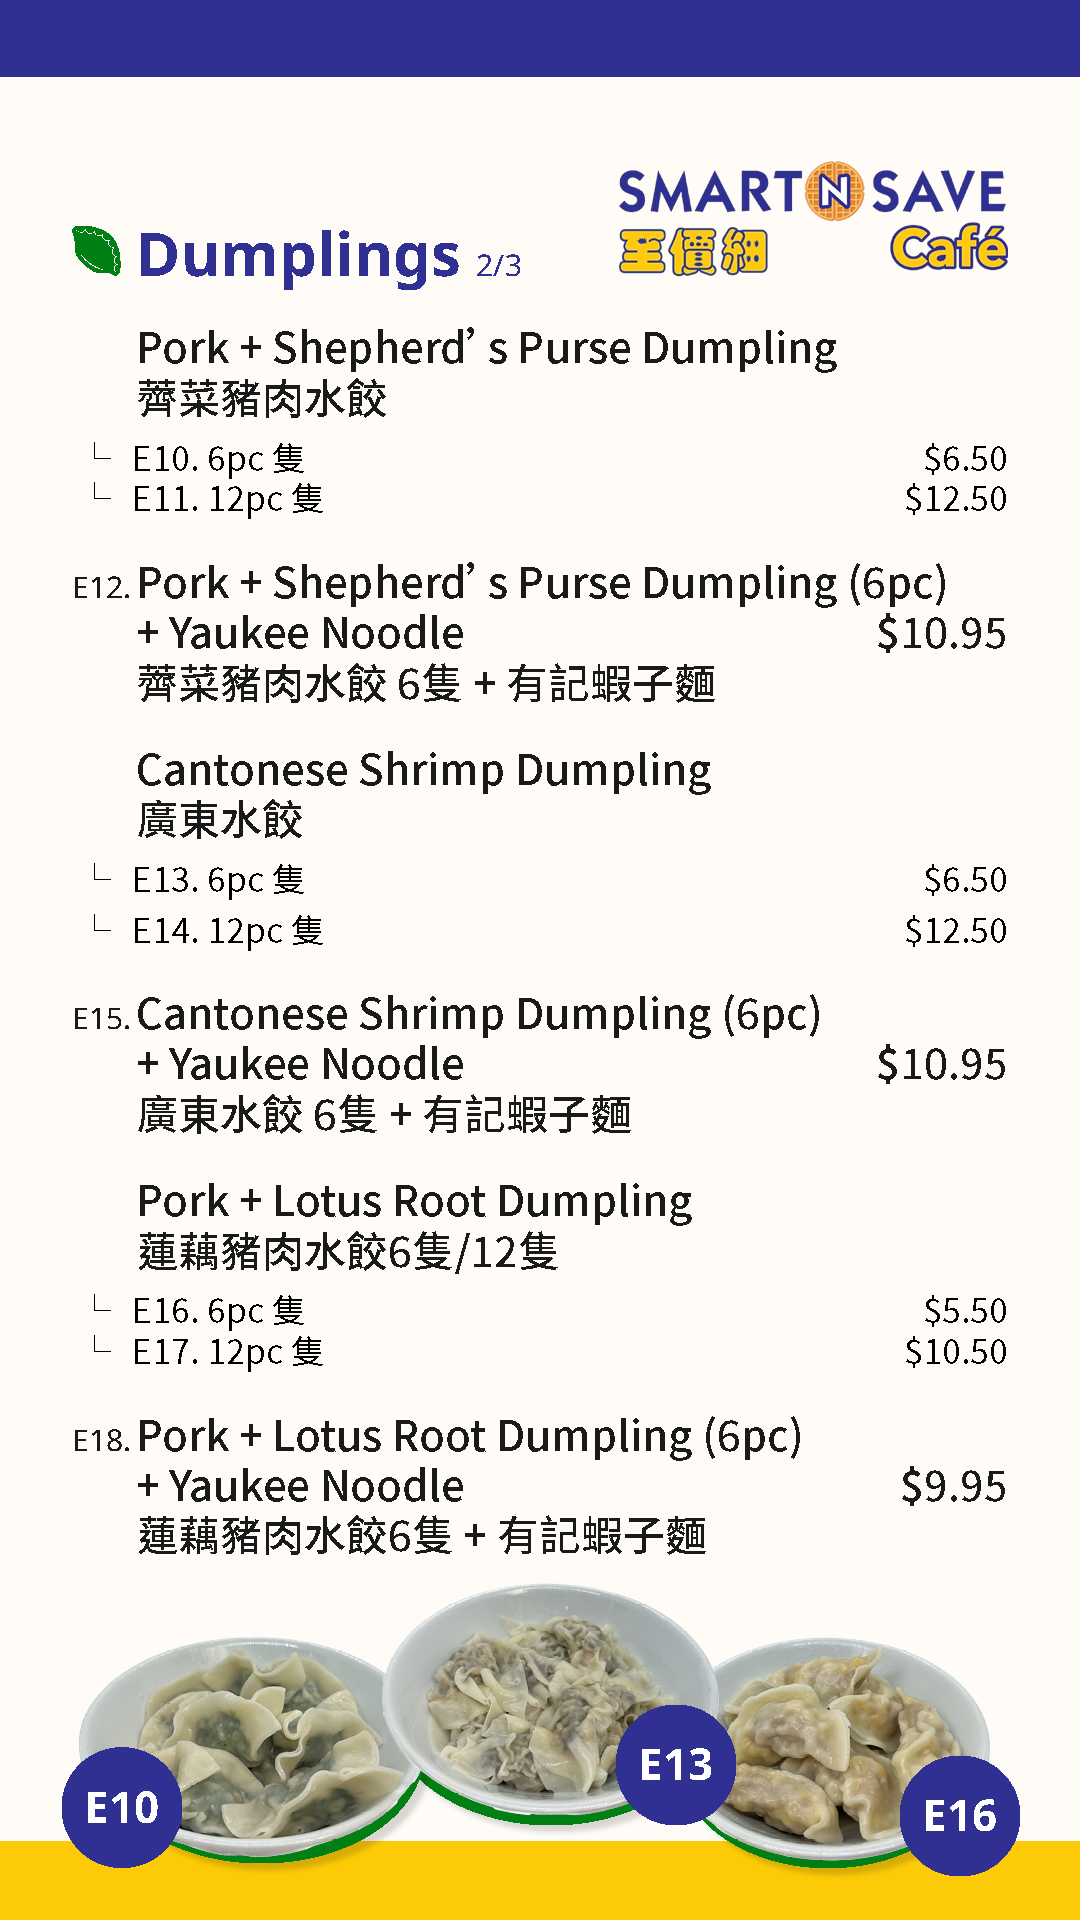 SMART N SAVE
至價細 Café
Dumplings 2/3
Pork + Shepherd’s Purse Dumpling
薺菜豬肉水餃
E10. 6pc 隻 $6.50
E11. 12pc 隻 $12.50
E12. Pork + Shepherd’s Purse Dumpling (6pc)
+ Yaukee Noodle $10.95
薺菜豬肉水餃 6隻 + 有記蝦子麵
Cantonese Shrimp Dumpling
廣東水餃
E13. 6pc 隻 $6.50
E14. 12pc 隻 $12.50
E15. Cantonese Shrimp Dumpling (6pc)
+ Yaukee Noodle $10.95
廣東水餃 6隻 + 有記蝦子麵
Pork + Lotus Root Dumpling
蓮藕豬肉水餃6隻/12隻
E16. 6pc 隻 $5.50
E17. 12pc 隻 $10.50
E18. Pork + Lotus Root Dumpling (6pc)
+ Yaukee Noodle $9.95
蓮藕豬肉水餃6隻 + 有記蝦子麵
E10
E13
E16